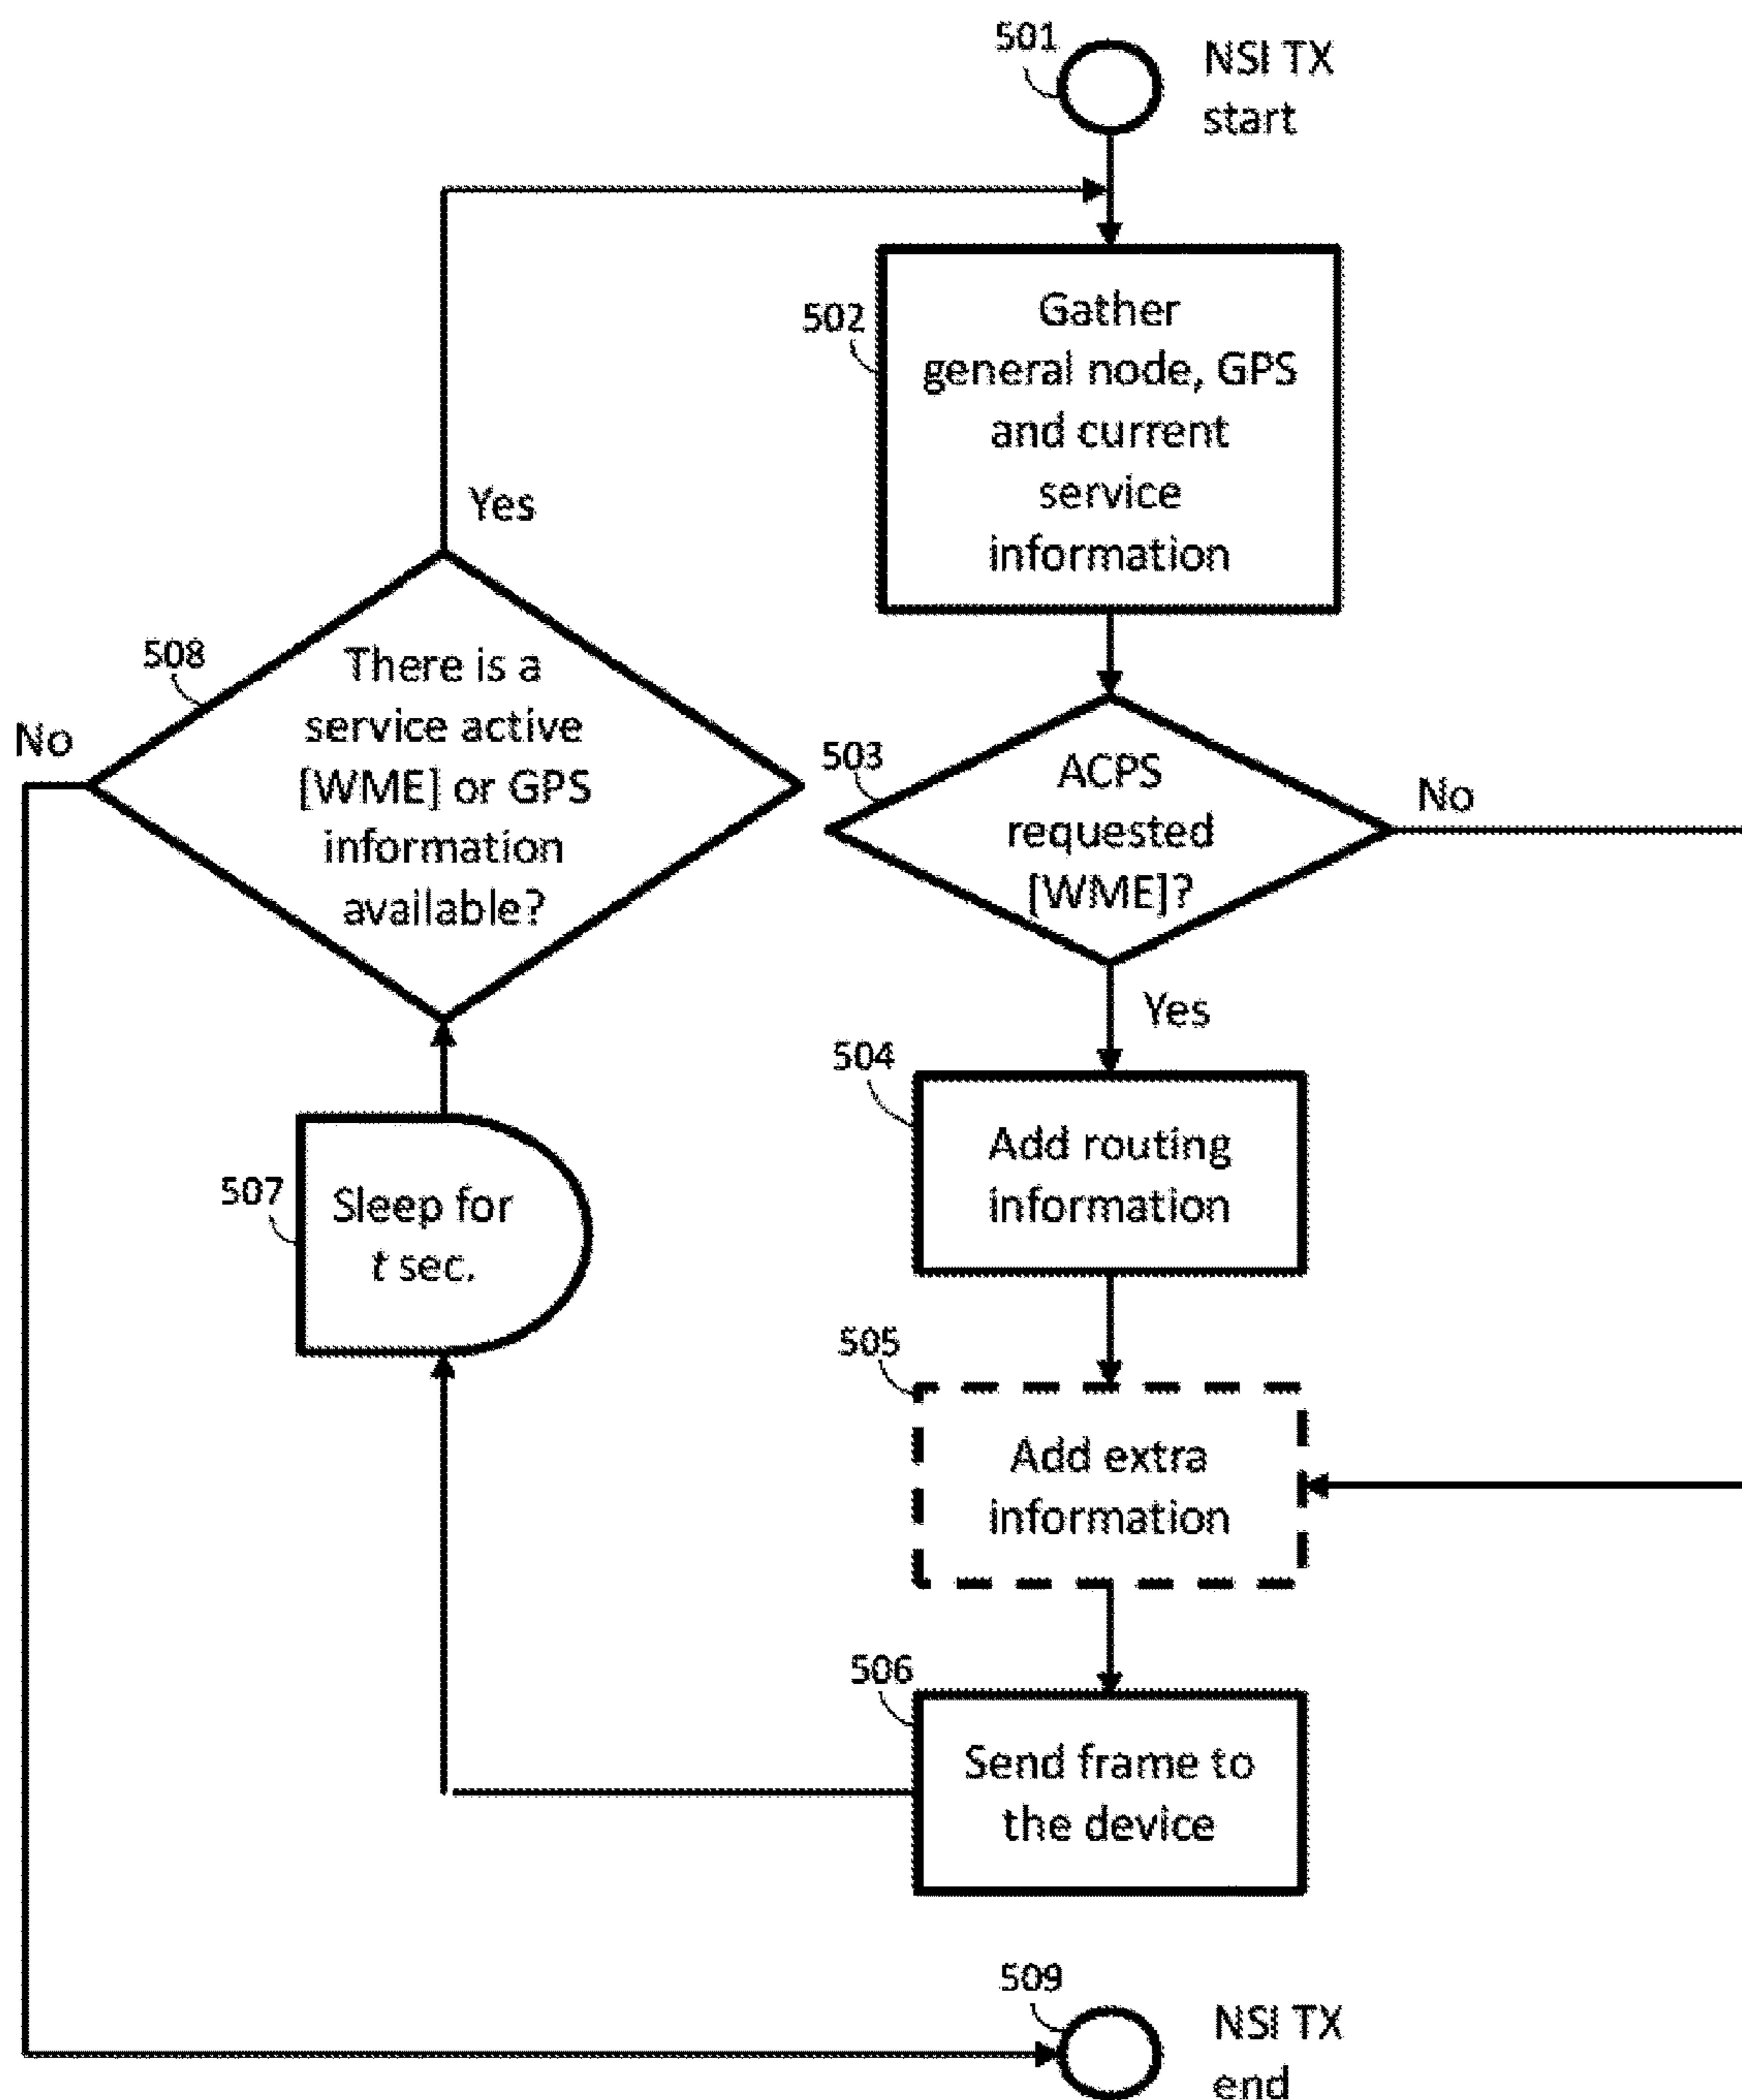 501
NSI TX
start
502
Gather
general node, GPS
and current
service
information
Yes
508
There is a
service active
[WME] or GPS
information
available?
No
503
ACPS
requested
[WME]?
No
Yes
504
Add routing
information
507
Sleep for
t sec.
505
Add extra
information
506
Send frame to
the device
509
NSI TX
end